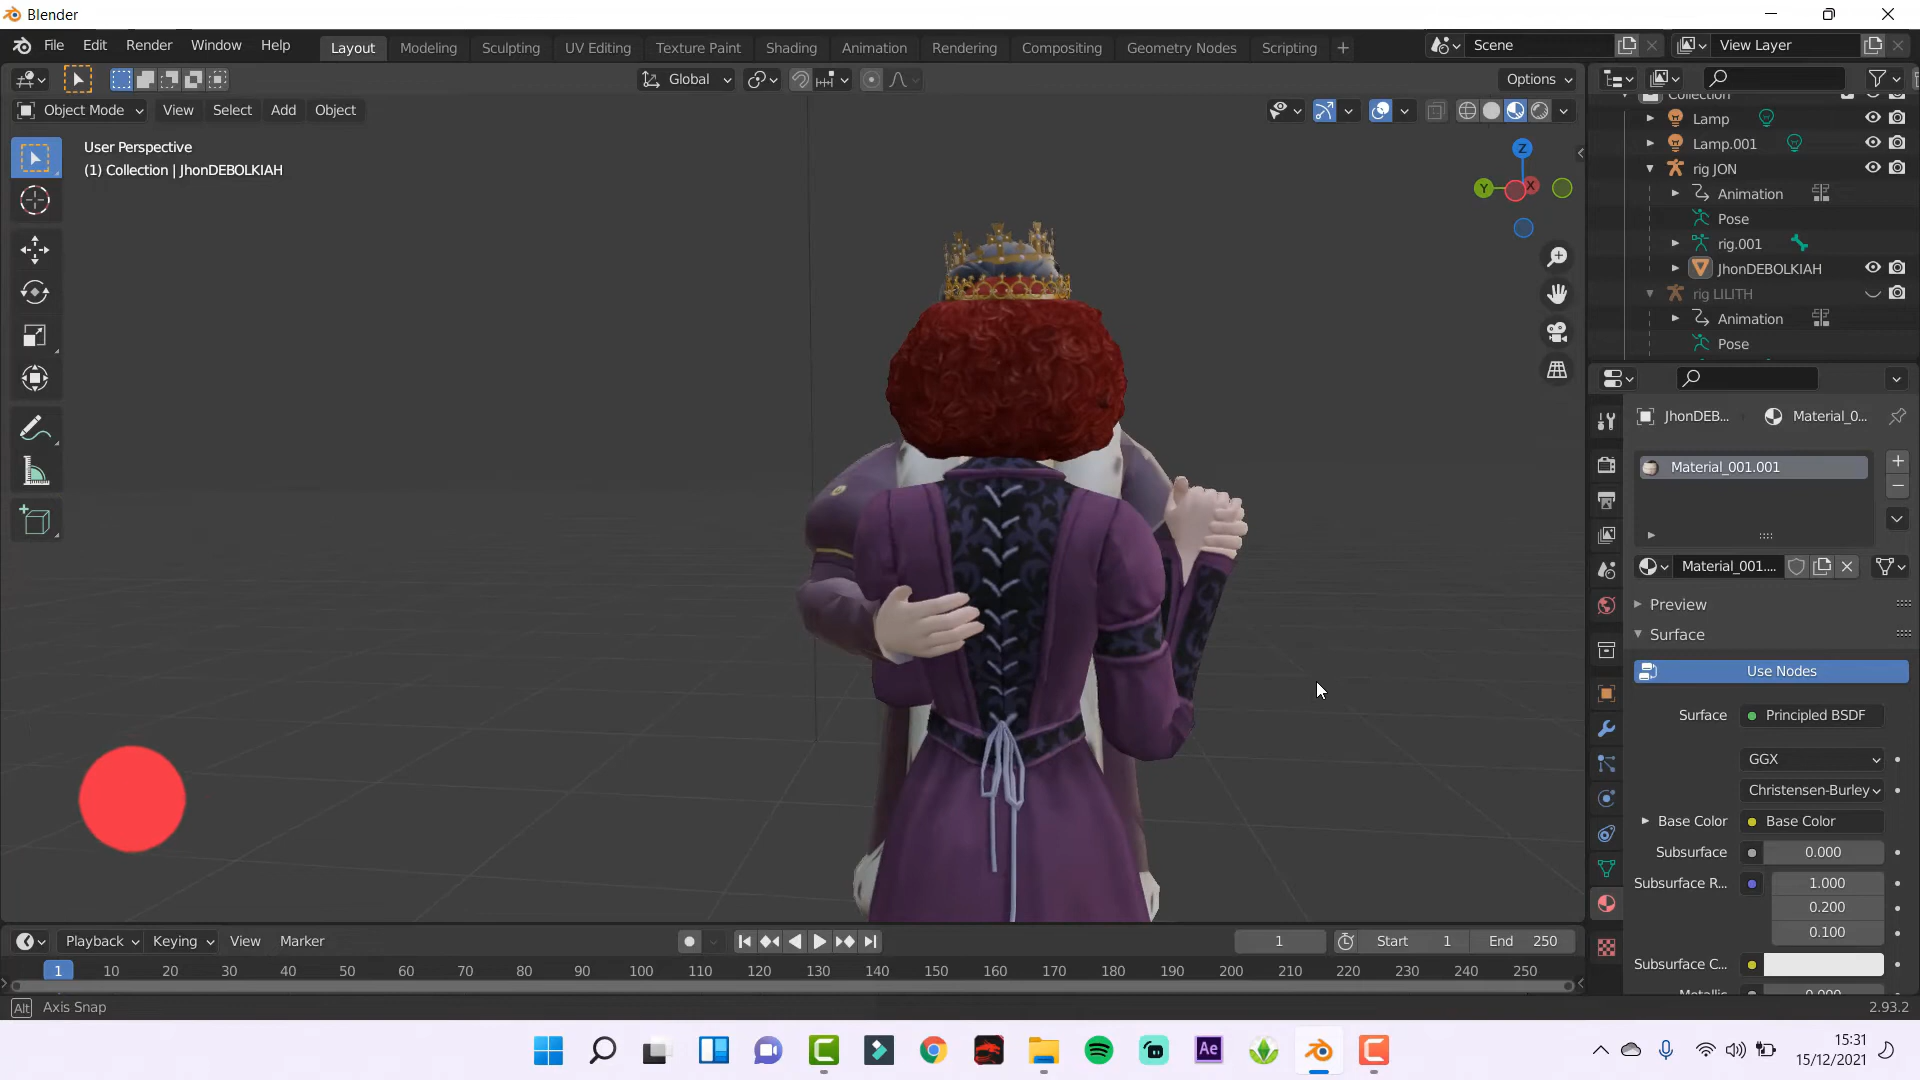 Blender
File Edit Render Window Help
Layout Modeling Sculpting UV Editing Texture Paint Shading Animation Rendering Compositing Geometry Nodes Scripting
Scene View Layer
Global
Options
Object Mode View Select Add Object
User Perspective
(1) Collection | JhonDEBOLKIAH
Z
Y
X
Collection
Lamp
Lamp.001
rig JON
Animation
Pose
rig.001
JhonDEBOLKIAH
rig LILITH
Animation
Pose
JhonDEB... Material_0...
Material_001.001
Material_001....
Preview
Surface
Use Nodes
Surface Principled BSDF
GGX
Christensen-Burley
Base Color Base Color
Subsurface 0.000
Subsurface R... 1.000
0.200
0.100
Subsurface C...
Metallic 0.000
Playback Keying View Marker
1 Start 1 End 250
1 10 20 30 40 50 60 70 80 90 100 110 120 130 140 150 160 170 180 190 200 210 220 230 240 250
Alt Axis Snap
2.93.2
Ae
15:31
15/12/2021